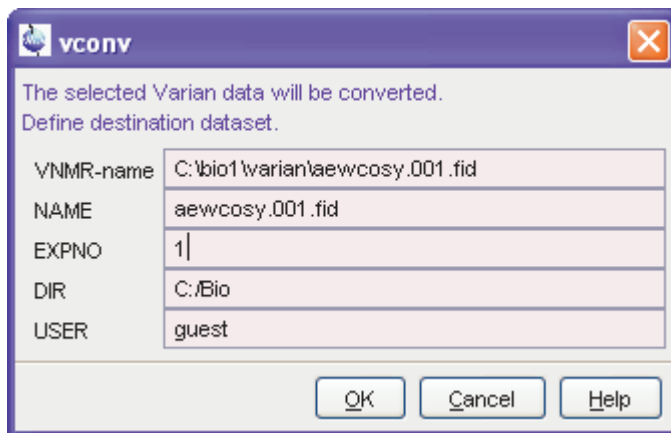 vconv
The selected Varian data will be converted.
Define destination dataset.
VNMR-name C:\bio1\varian\aewcosy.001.fid
NAME aewcosy.001.fid
EXPNO 1
DIR C:/Bio
USER guest
OK Cancel Help